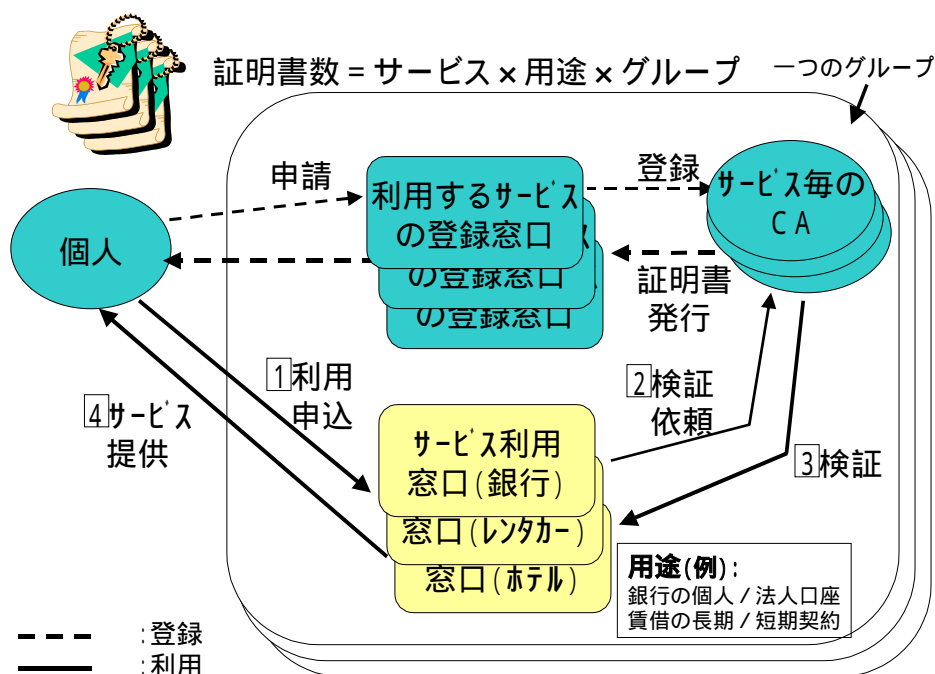 証明書数 = サービス × 用途 × グループ
一つのグループ
申請
利用するサービス
の登録窓口
ス
の登録窓口
の登録窓口
登録
サービス毎の
CA
個人
証明書
発行
1利用
申込
4サービス
提供
2検証
依頼
3検証
サービス利用
窓口(銀行)
窓口(レンタカー)
窓口(ホテル)
用途(例):
銀行の個人/法人口座
賃借の長期/短期契約
:登録
:利用